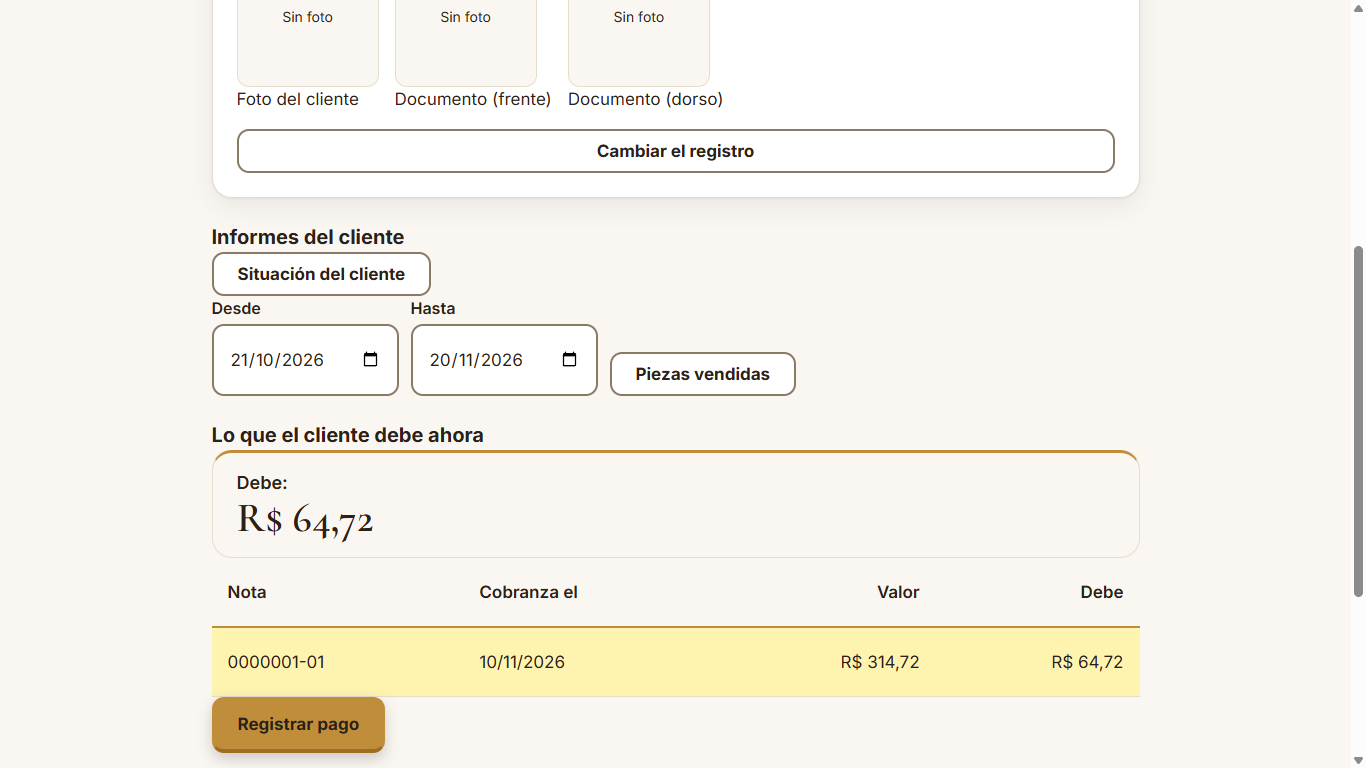 Sin foto Sin foto Sin foto
Foto del cliente Documento (frente) Documento (dorso)
Cambiar el registro
Informes del cliente
Situación del cliente
Desde Hasta
21/10/2026 20/11/2026 Piezas vendidas
Lo que el cliente debe ahora
Debe:
R$ 64,72
Nota Cobranza el Valor Debe
0000001-01 10/11/2026 R$ 314,72 R$ 64,72
Registrar pago